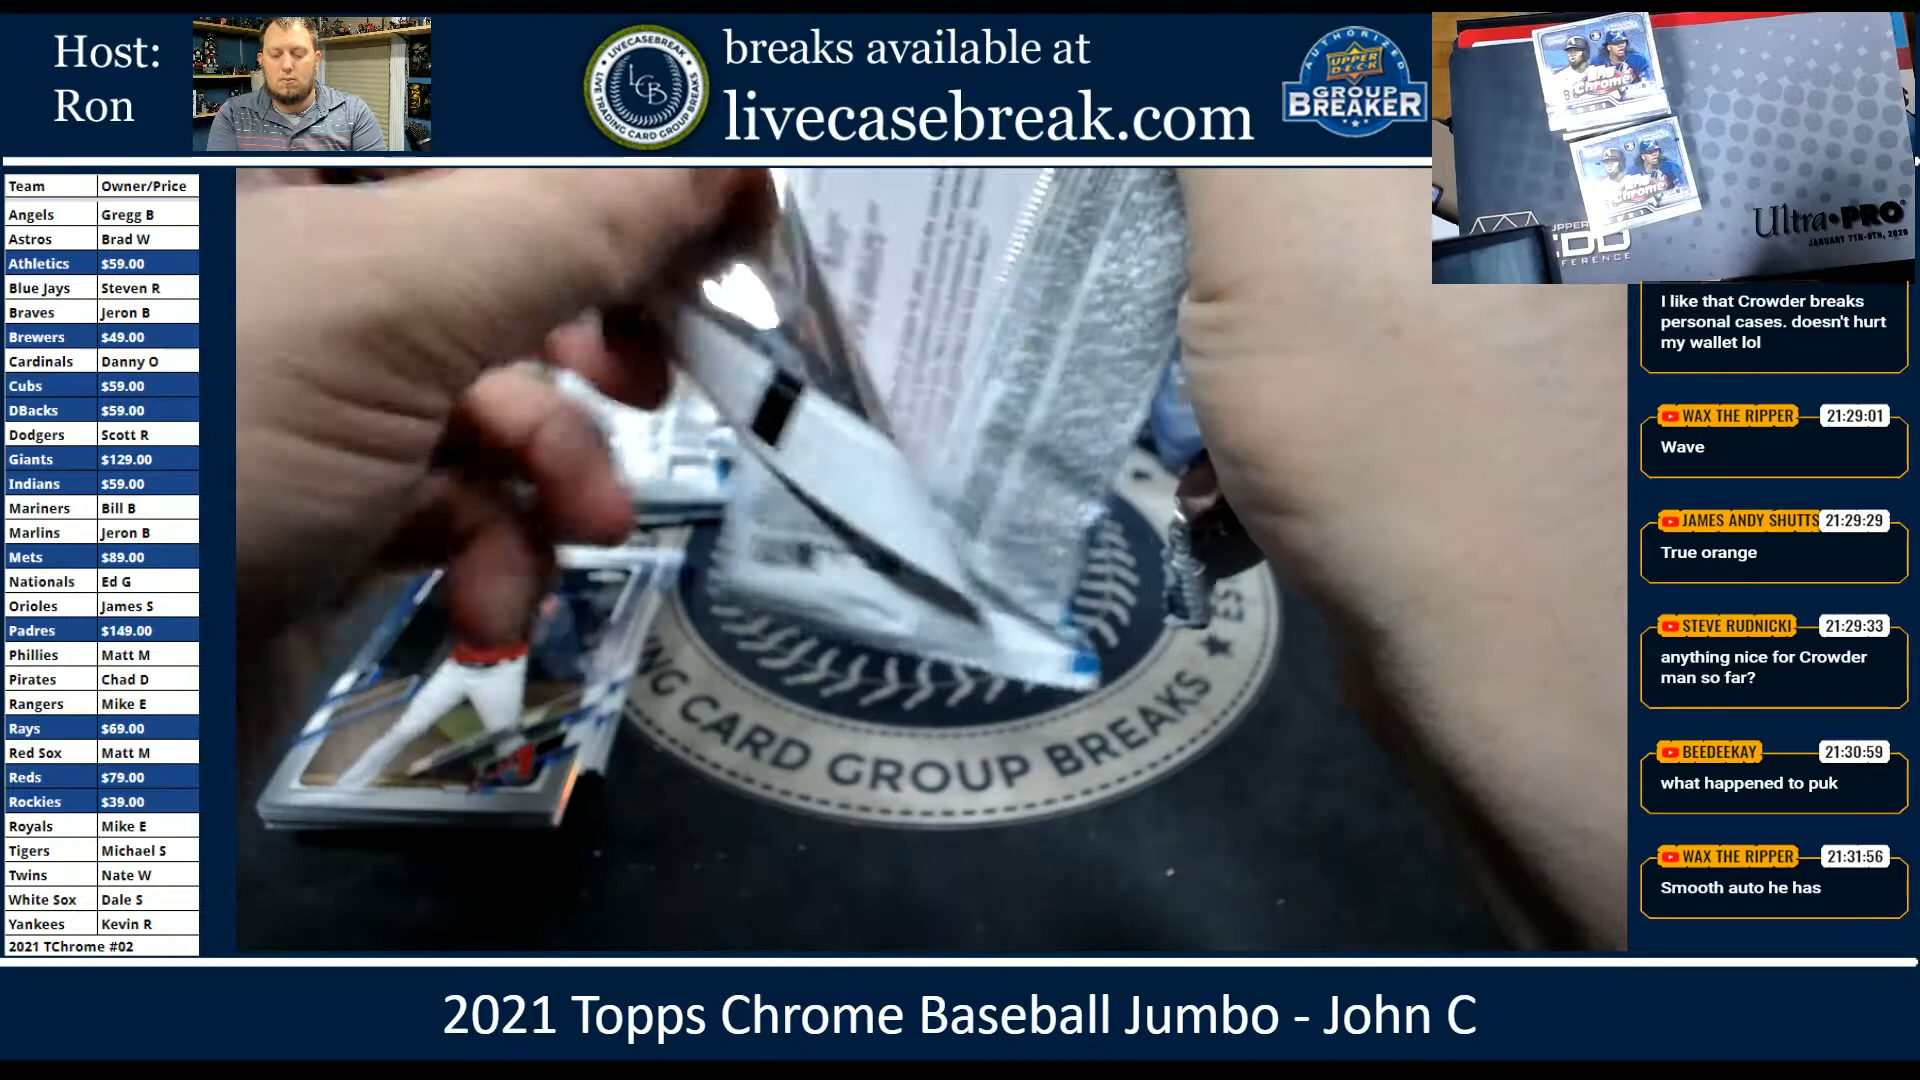 Host:
Ron
LIVECASEBREAK
LCB
LIVE TRADING CARD GROUP BREAKS
breaks available at
livecasebreak.com
AUTHORIZED
UPPER DECK
GROUP
BREAKER
Chrome
Chrome
Ultra•PRO®
JANUARY 7TH-9TH, 2020
Team Owner/Price
Angels Gregg B
Astros Brad W
Athletics $59.00
Blue Jays Steven R
Braves Jeron B
Brewers $49.00
Cardinals Danny O
Cubs $59.00
DBacks $59.00
Dodgers Scott R
Giants $129.00
Indians $59.00
Mariners Bill B
Marlins Jeron B
Mets $89.00
Nationals Ed G
Orioles James S
Padres $149.00
Phillies Matt M
Pirates Chad D
Rangers Mike E
Rays $69.00
Red Sox Matt M
Reds $79.00
Rockies $39.00
Royals Mike E
Tigers Michael S
Twins Nate W
White Sox Dale S
Yankees Kevin R
2021 TChrome #02
NG CARD GROUP BREAKS ★ ES
I like that Crowder breaks
personal cases. doesn't hurt
my wallet lol
WAX THE RIPPER 21:29:01
Wave
JAMES ANDY SHUTTS 21:29:29
True orange
STEVE RUDNICKI 21:29:33
anything nice for Crowder
man so far?
BEEDEEKAY 21:30:59
what happened to puk
WAX THE RIPPER 21:31:56
Smooth auto he has
2021 Topps Chrome Baseball Jumbo - John C